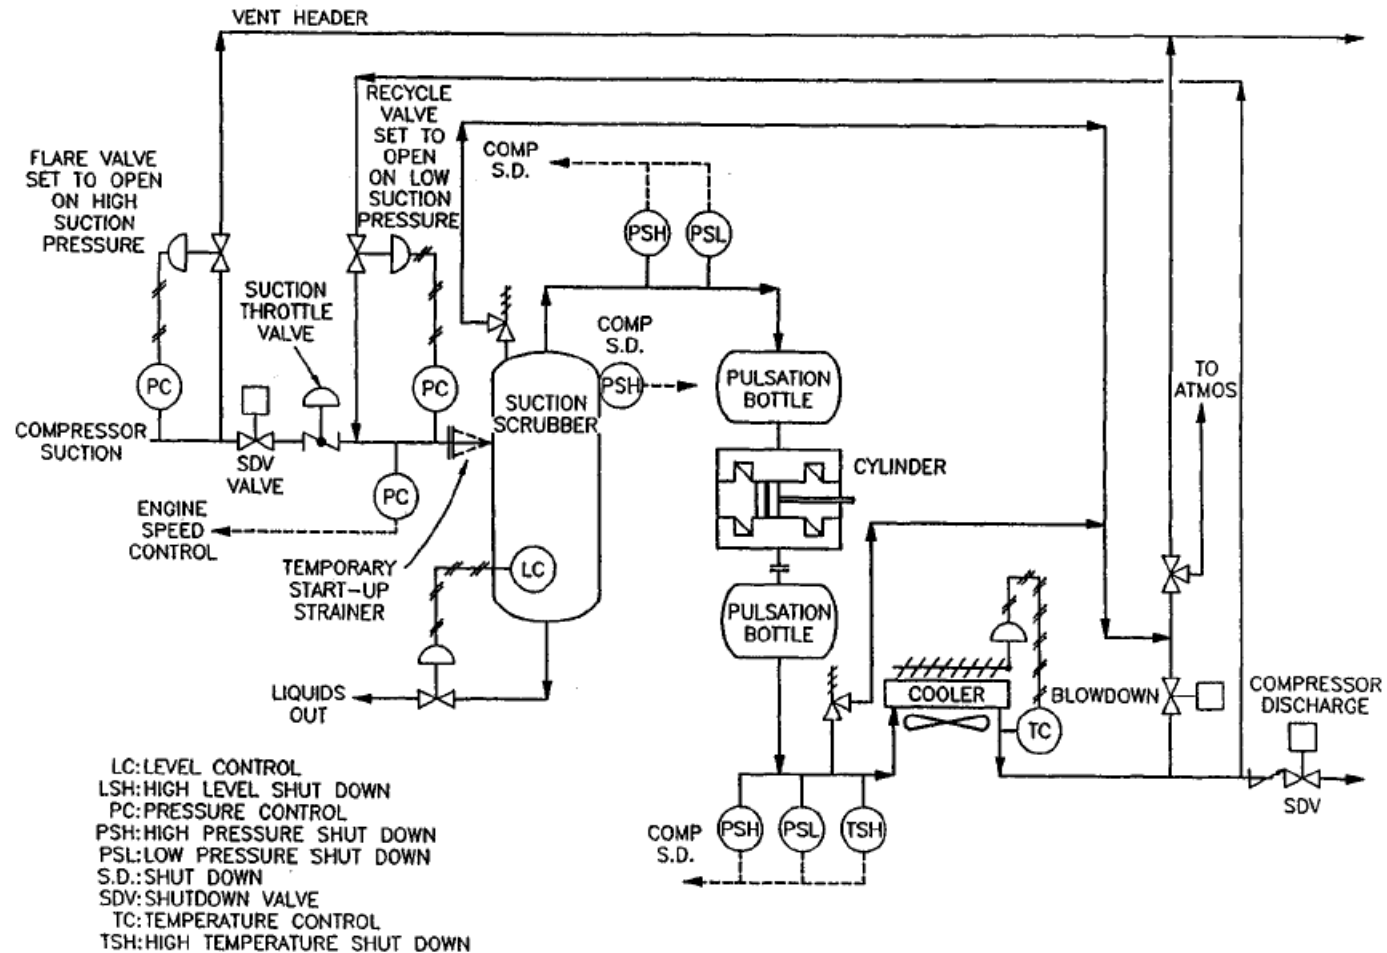 VENT HEADER
RECYCLE
VALVE
SET TO
OPEN
ON LOW
SUCTION
PRESSURE
FLARE VALVE
SET TO OPEN
ON HIGH
SUCTION
PRESSURE
COMP
S.D.
PSH
PSL
SUCTION
THROTTLE
VALVE
COMP
S.D.
PSH
PC
PC
SUCTION
SCRUBBER
PULSATION
BOTTLE
TO
ATMOS
COMPRESSOR
SUCTION
SDV
VALVE
PC
CYLINDER
ENGINE
SPEED
CONTROL
TEMPORARY
START-UP
STRAINER
LC
PULSATION
BOTTLE
LIQUIDS
OUT
COOLER
TC
BLOWDOWN
COMPRESSOR
DISCHARGE
SDV
COMP
S.D.
PSH
PSL
TSH
LC: LEVEL CONTROL
LSH: HIGH LEVEL SHUT DOWN
PC: PRESSURE CONTROL
PSH: HIGH PRESSURE SHUT DOWN
PSL: LOW PRESSURE SHUT DOWN
S.D.: SHUT DOWN
SDV: SHUTDOWN VALVE
TC: TEMPERATURE CONTROL
TSH: HIGH TEMPERATURE SHUT DOWN